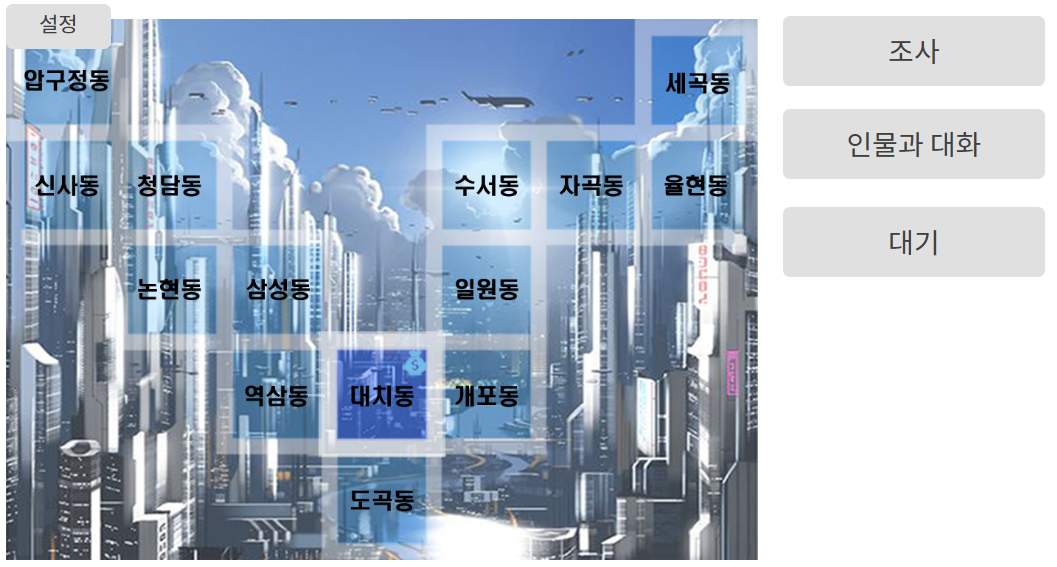 설정
조사
압구정동
세곡동
인물과 대화
신사동
청담동
수서동
자곡동
율현동
대기
논현동
삼성동
일원동
역삼동
대치동
개포동
도곡동